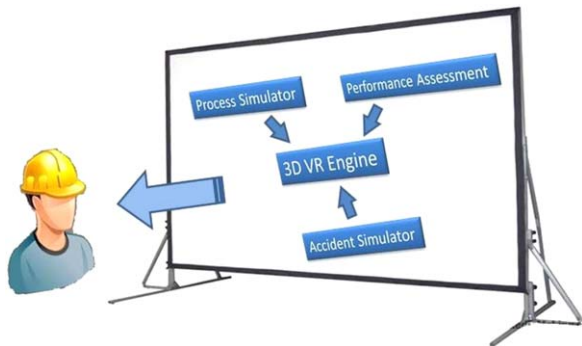 Process Simulator
Performance Assessment
3D VR Engine
Accident Simulator